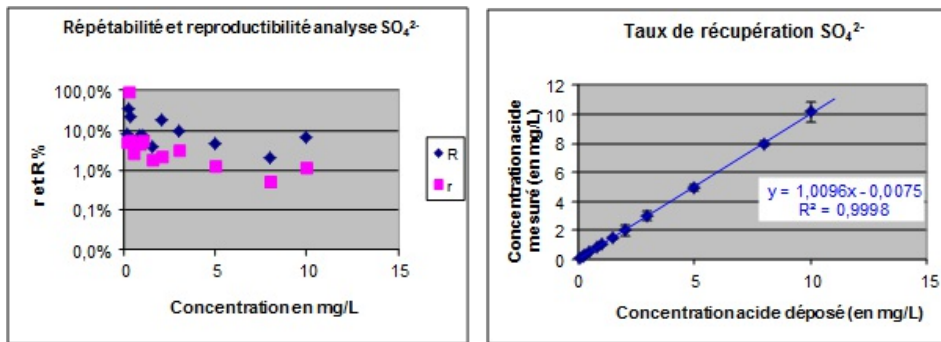 Répétabilité et reproductibilité analyse SO₄²⁻
r et R %
100,0%
10,0%
1,0%
0,1%
0,0%
0
5
10
15
Concentration en mg/L
R
r
Taux de récupération SO₄²⁻
Concentration acide
mesuré (en mg/L)
12
10
8
6
4
2
0
y = 1,0096x - 0,0075
R² = 0,9998
0
5
10
15
Concentration acide déposé (en mg/L)